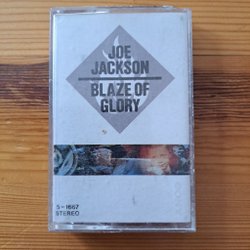 JOE
JACKSON
BLAZE OF
GLORY
5-1667
STEREO